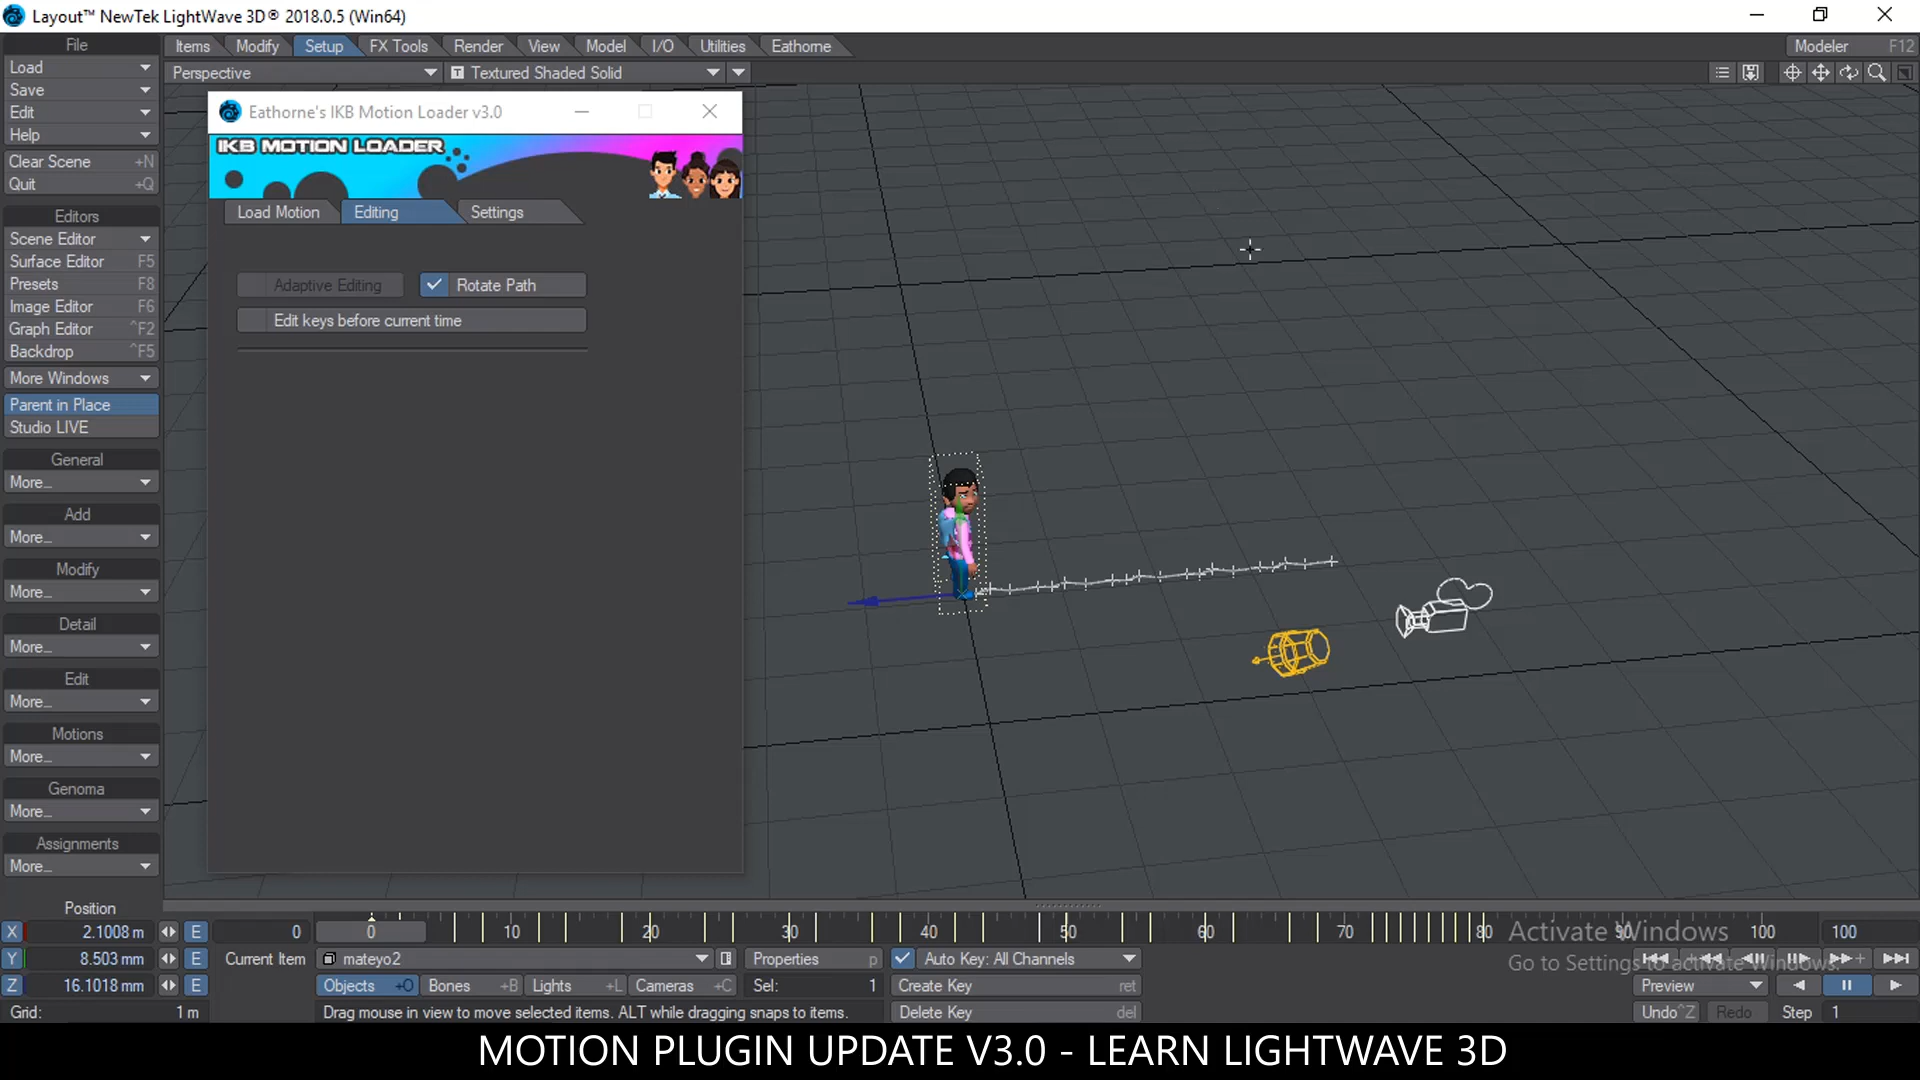 Layout™ NewTek LightWave 3D® 2018.0.5 (Win64)
File
Items Modify Setup FX Tools Render View Model I/O Utilities Eathorne Modeler F12
Load
Perspective T Textured Shaded Solid
Save
Edit
Help
Clear Scene +N
Quit +Q
Editors
Scene Editor
Surface Editor F5
Presets F8
Image Editor F6
Graph Editor ^F2
Backdrop ^F5
More Windows
Parent in Place
Studio LIVE
General
More...
Add
More...
Modify
More...
Detail
More...
Edit
More...
Motions
More...
Genoma
More...
Assignments
More...
Eathorne's IKB Motion Loader v3.0
IKB MOTION LOADER
Load Motion Editing Settings
Adaptive Editing Rotate Path
Edit keys before current time
Position
X 2.1008 m E 0 0 10 20 30 40 50 60 70 80 90 100 100
Y 8.503 mm E Current Item mateyo2 Properties p Auto Key: All Channels
Z 16.1018 mm E Objects +O Bones +B Lights +L Cameras +C Sel: 1 Create Key ret Preview
Grid: 1 m Drag mouse in view to move selected items. ALT while dragging snaps to items. Delete Key del Undo ^Z Redo Step 1
Activate Windows
Go to Settings to activate Windows.
MOTION PLUGIN UPDATE V3.0 - LEARN LIGHTWAVE 3D